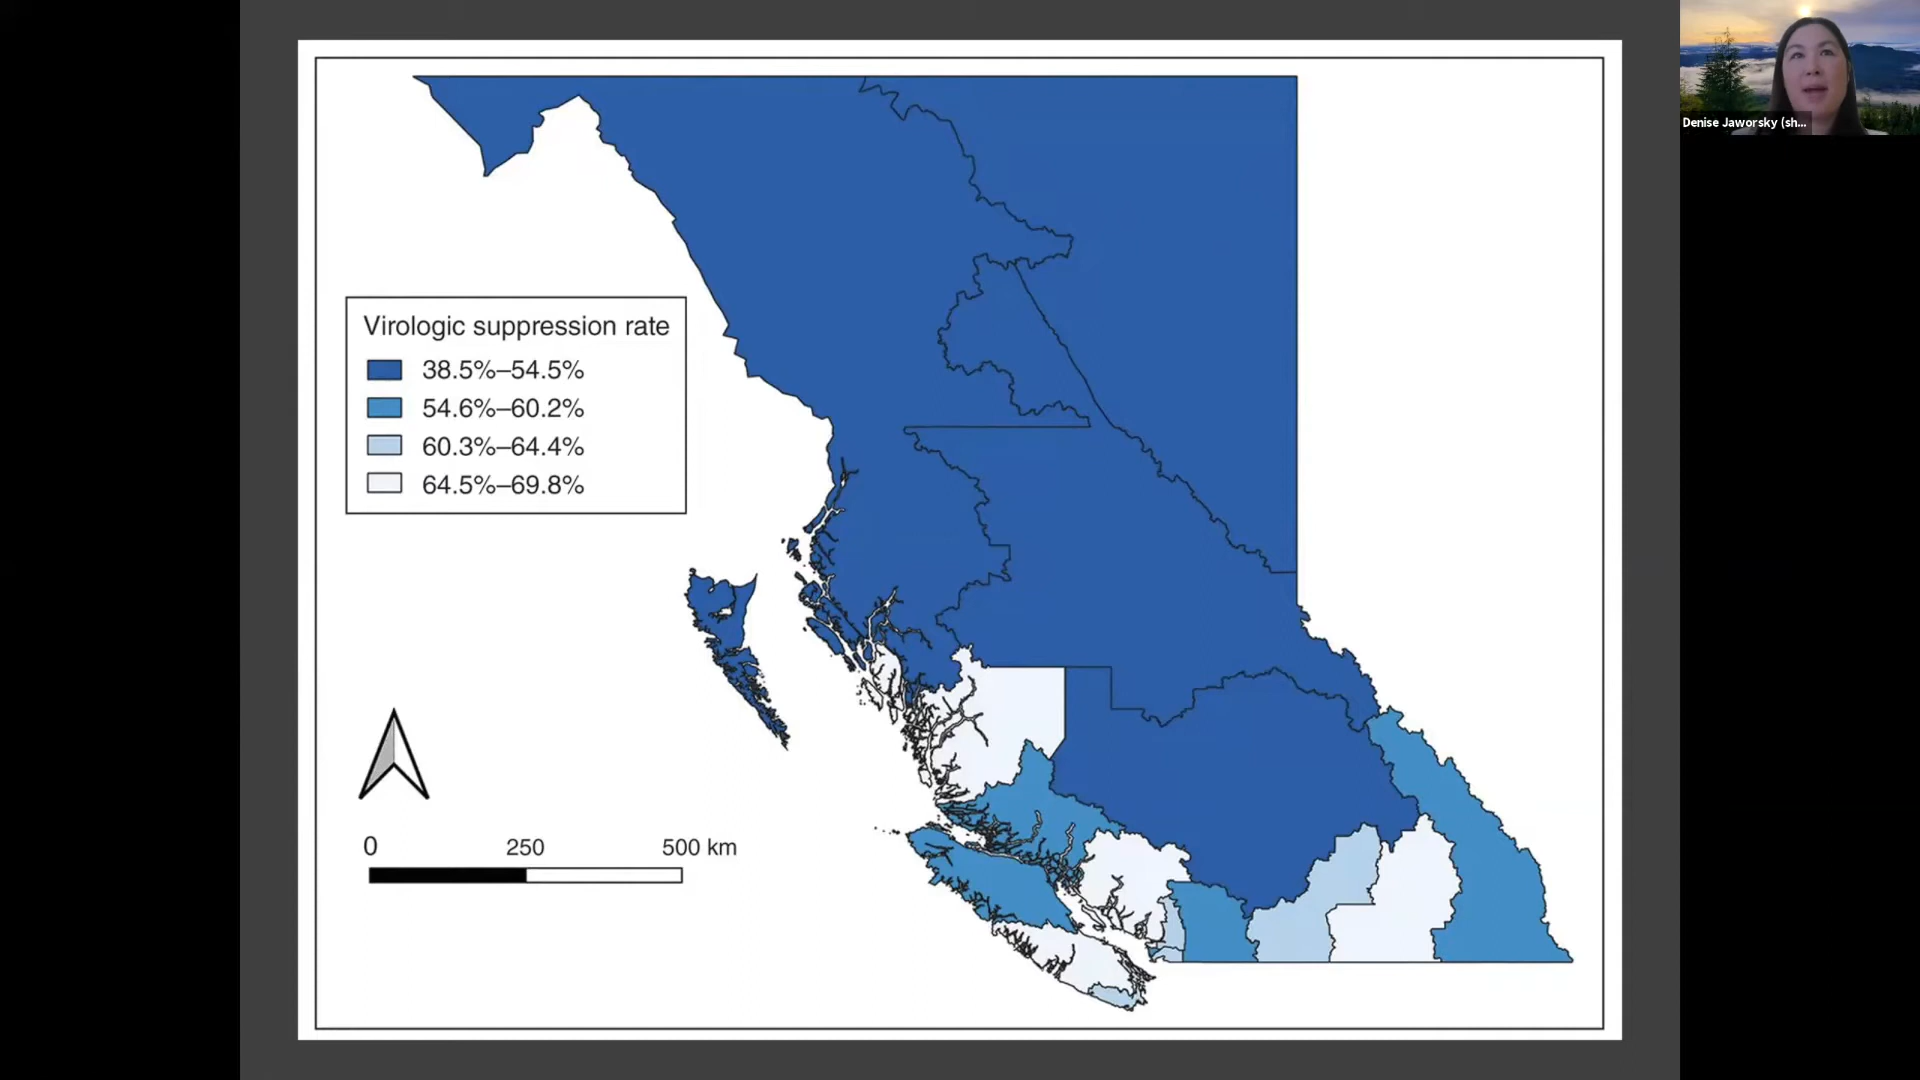 Denise Jaworsky (sh...
Virologic suppression rate
38.5%–54.5%
54.6%–60.2%
60.3%–64.4%
64.5%–69.8%
0 250 500 km